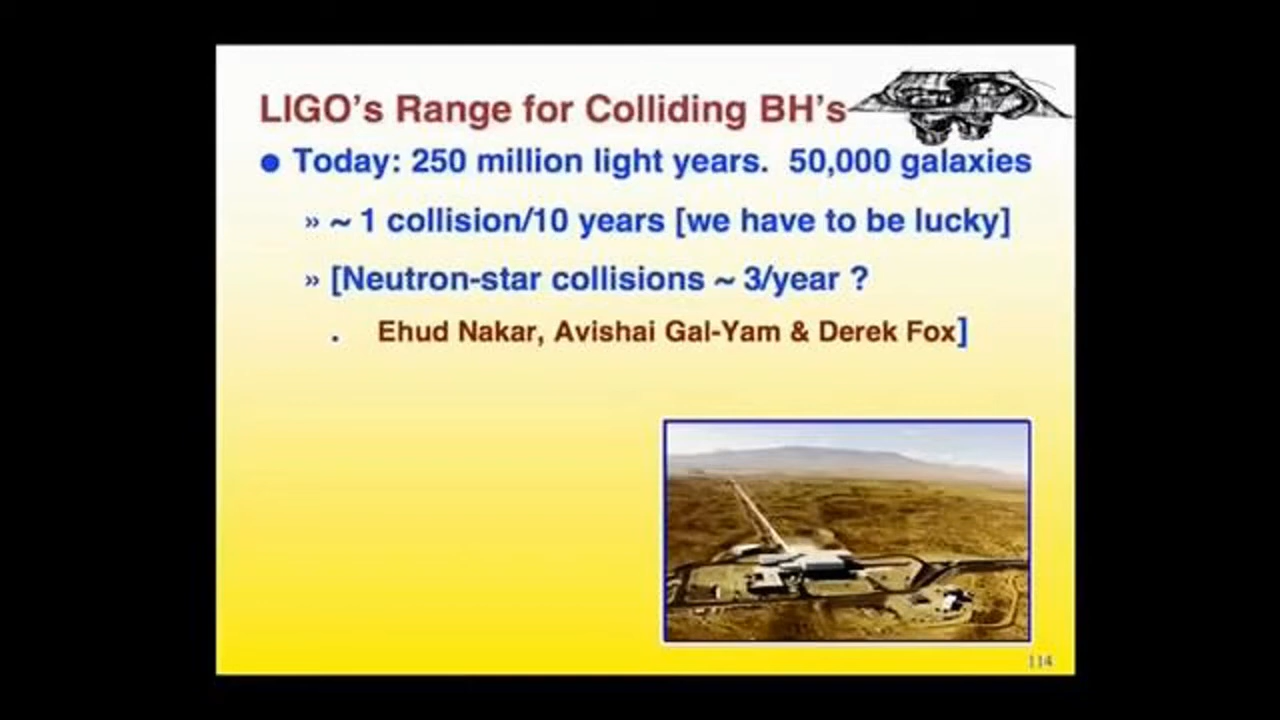 LIGO's Range for Colliding BH's
● Today: 250 million light years. 50,000 galaxies
» ~ 1 collision/10 years [we have to be lucky]
» [Neutron-star collisions ~ 3/year ?
. Ehud Nakar, Avishai Gal-Yam & Derek Fox]
114